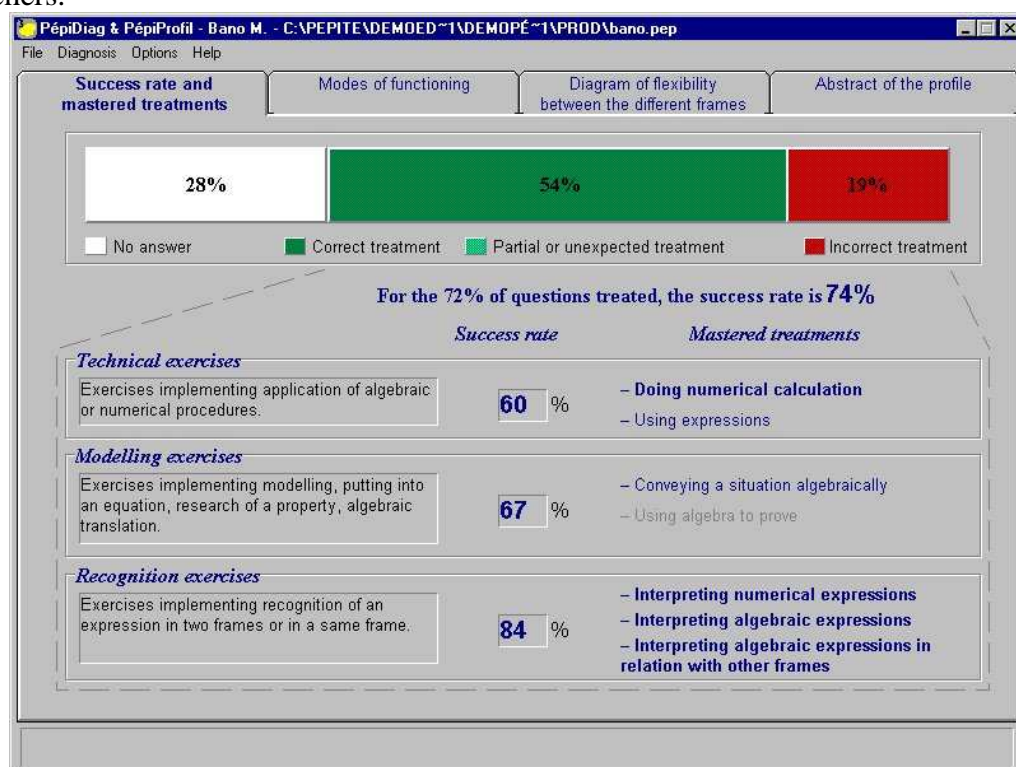 chers.
PépiDiag & PépiProfil - Bano M. - C:\PEPITE\DEMOED~1\DEMOPÉ~1\PROD\bano.pep
File Diagnosis Options Help
Success rate and
mastered treatments
Modes of functioning
Diagram of flexibility
between the different frames
Abstract of the profile
28% 54% 19%
No answer Correct treatment Partial or unexpected treatment Incorrect treatment
For the 72% of questions treated, the success rate is 74%
Success rate Mastered treatments
Technical exercises
Exercises implementing application of algebraic
or numerical procedures.
60 %
– Doing numerical calculation
– Using expressions
Modelling exercises
Exercises implementing modelling, putting into
an equation, research of a property, algebraic
translation.
67 %
– Conveying a situation algebraically
– Using algebra to prove
Recognition exercises
Exercises implementing recognition of an
expression in two frames or in a same frame.
84 %
– Interpreting numerical expressions
– Interpreting algebraic expressions
– Interpreting algebraic expressions in
relation with other frames